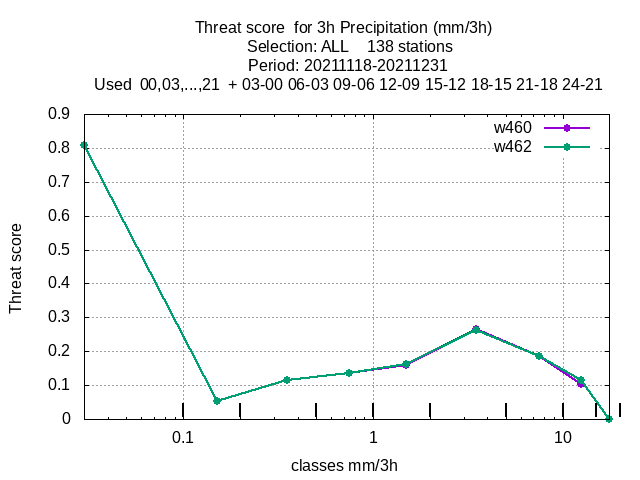 Threat score  for 3h Precipitation (mm/3h)
Selection: ALL    138 stations
Period: 20211118-20211231
Used  00,03,...,21  + 03-00 06-03 09-06 12-09 15-12 18-15 21-18 24-21
w460
w462
0.9
0.8
0.7
0.6
0.5
0.4
0.3
0.2
0.1
0
Threat score
0.1 1 10
classes mm/3h